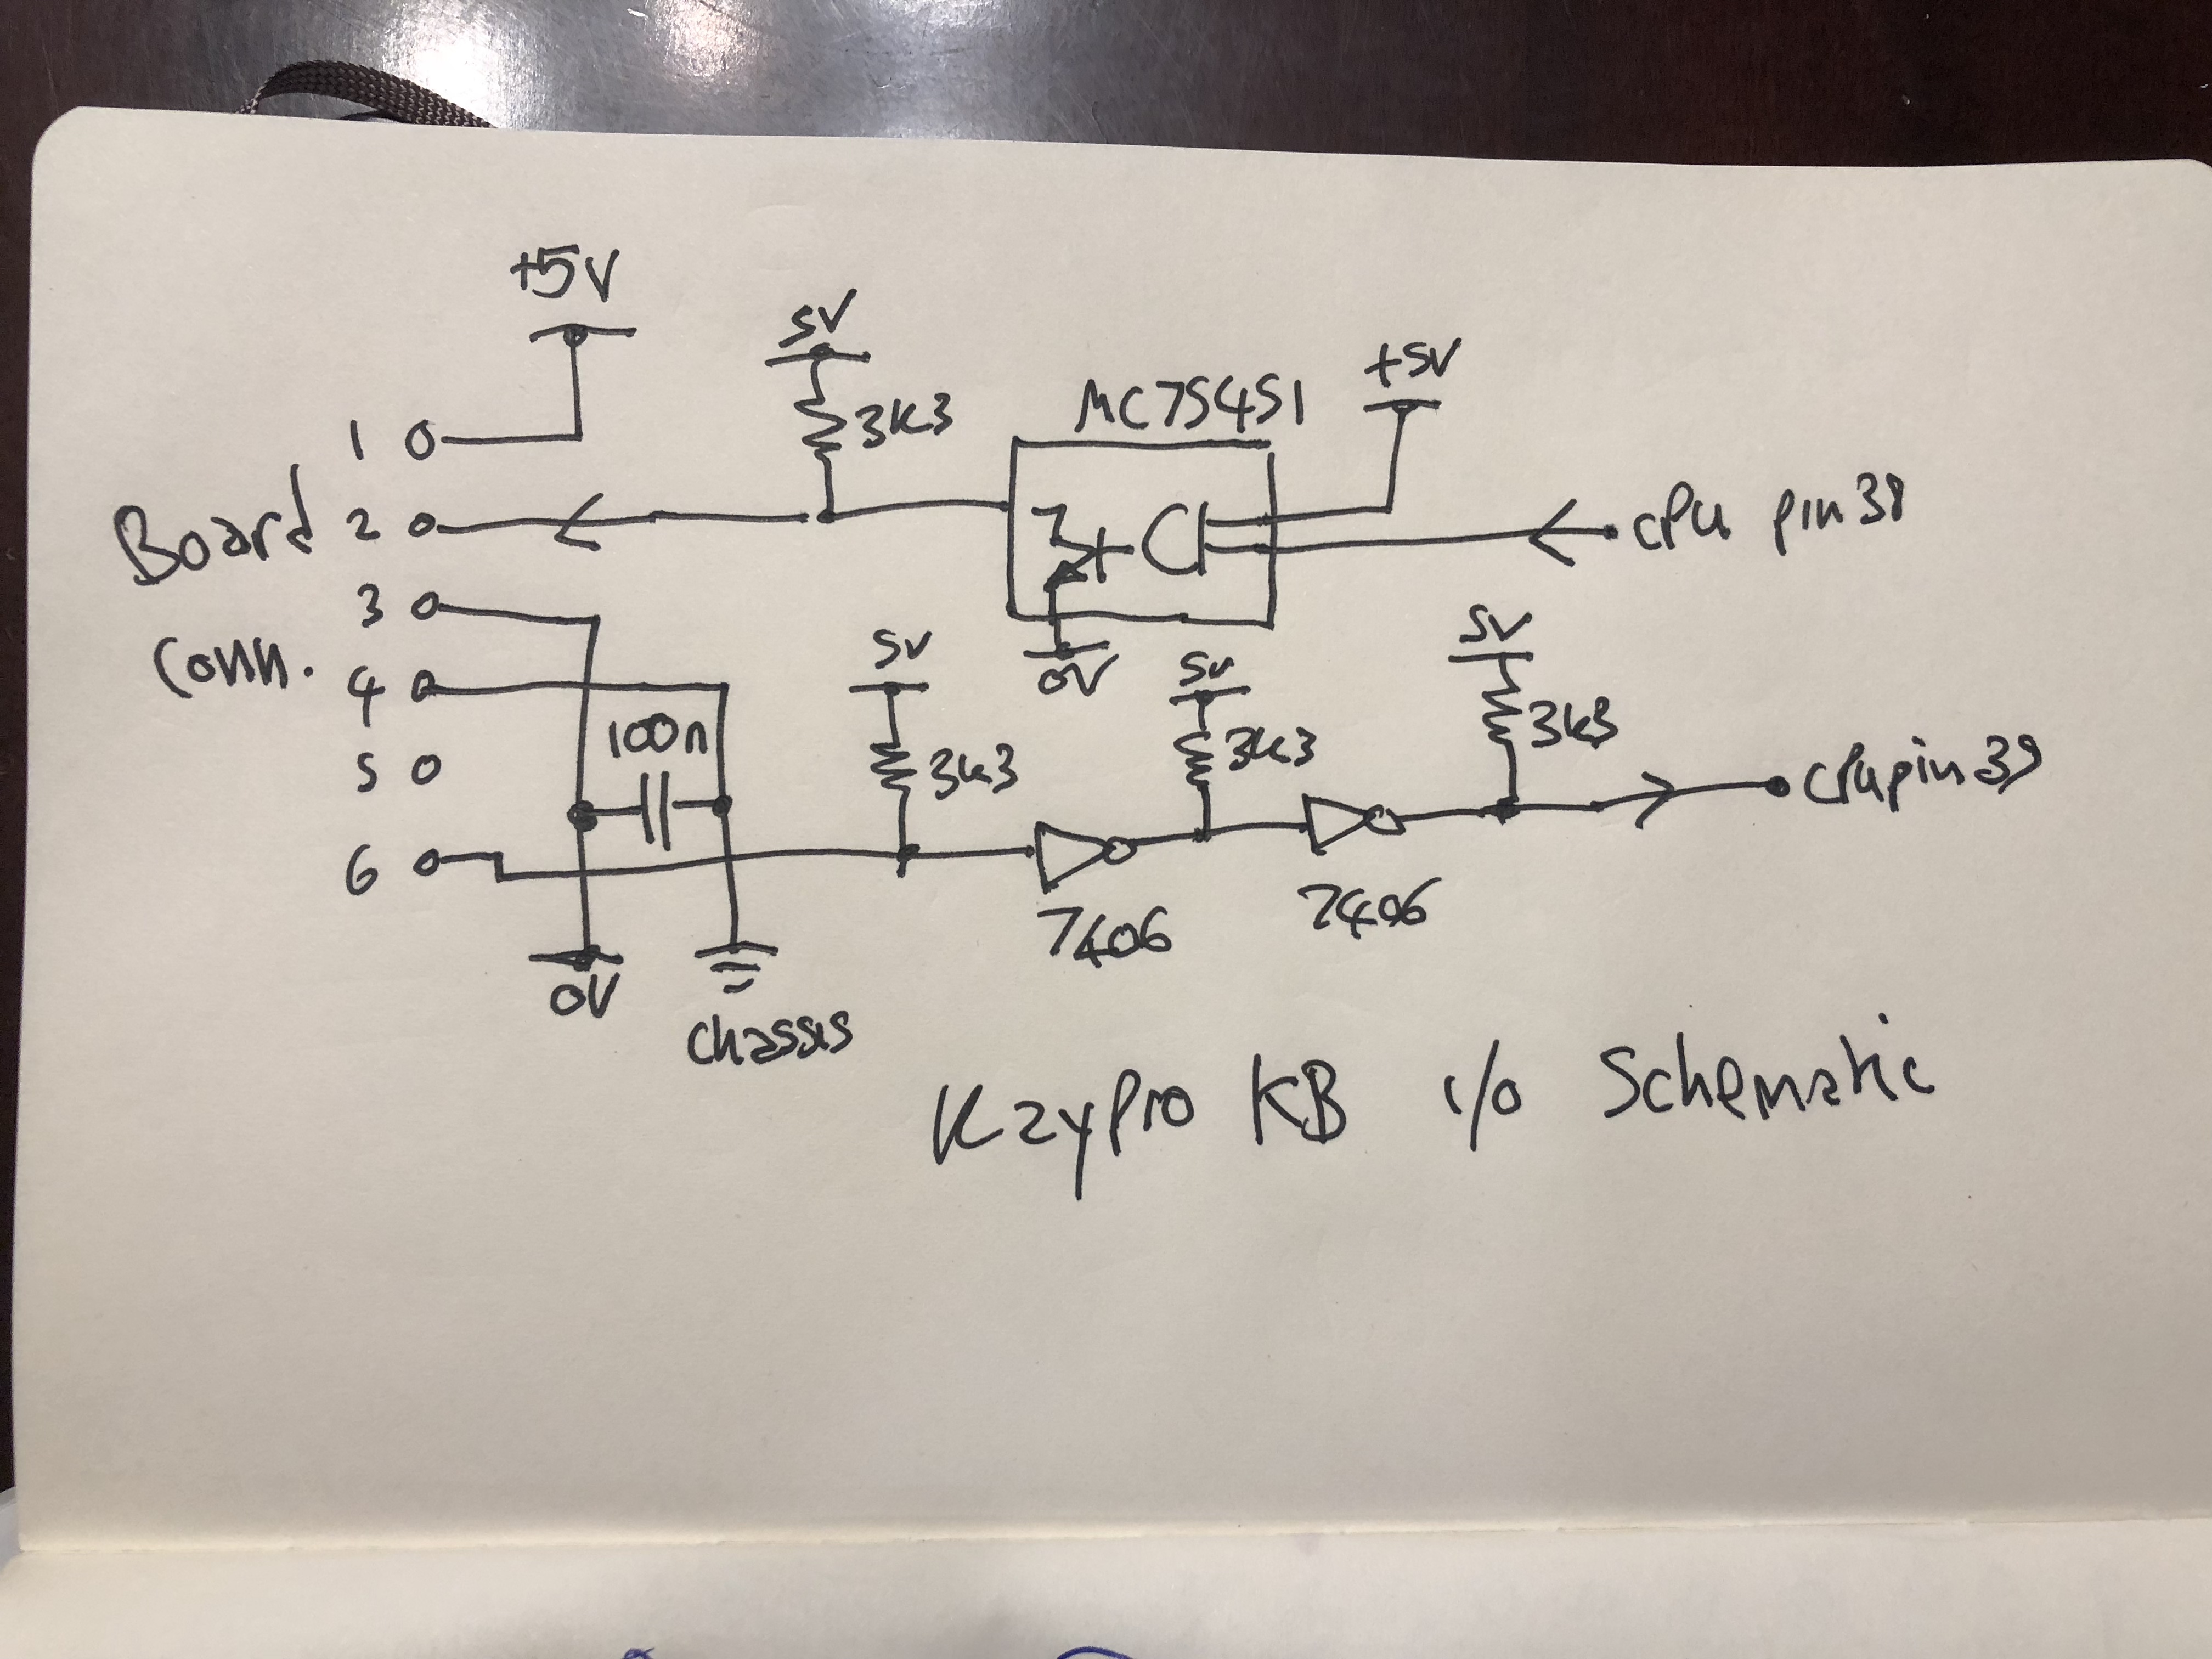 +5V
5V
+5V
MC75451
1
3K3
Board
2
CPU pin 38
3
0V
5V
5V
5V
Conn.
4
100n
3K3
3K3
3K3
5
CPU pin 39
6
7406
7406
0V
Chassis
KayPro KB i/o Schematic